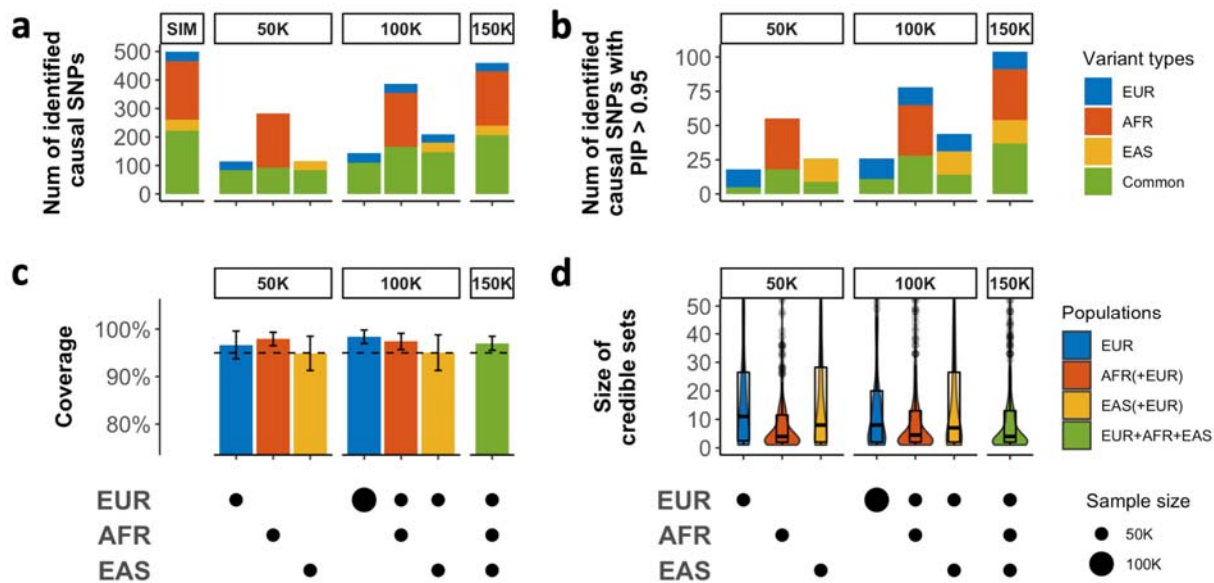 a
SIM 50K 100K 150K
Num of identified
causal SNPs
500
400
300
200
100
0
b
50K 100K 150K
Num of identified
causal SNPs with
PIP > 0.95
100
75
50
25
0
Variant types
EUR
AFR
EAS
Common
c
50K 100K 150K
Coverage
100%
90%
80%
EUR
AFR
EAS
d
50K 100K 150K
Size of
credible sets
50
40
30
20
10
0
EUR
AFR
EAS
Populations
EUR
AFR(+EUR)
EAS(+EUR)
EUR+AFR+EAS
Sample size
50K
100K